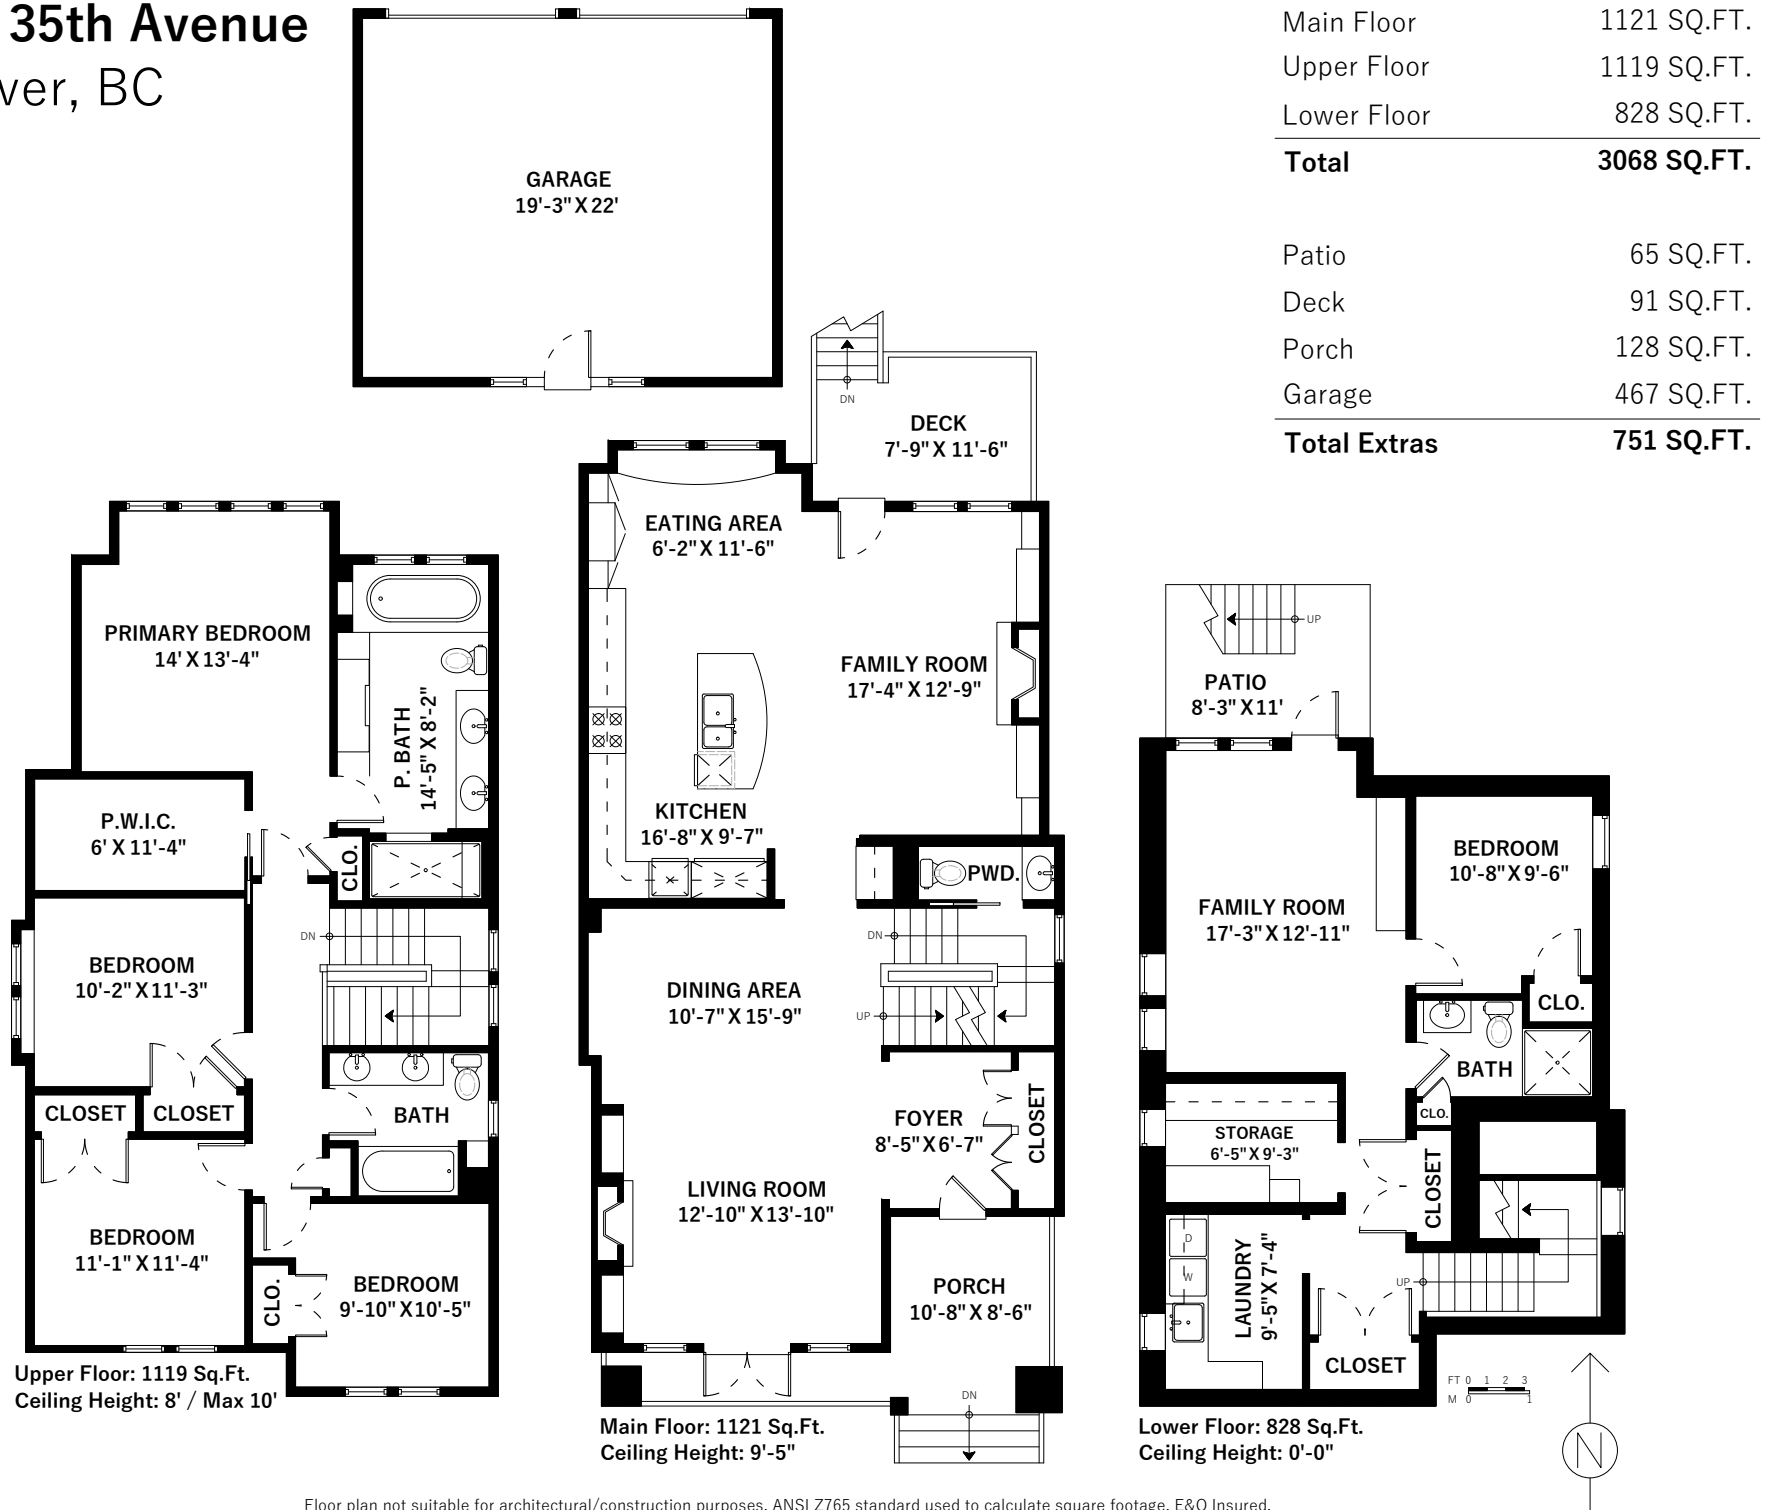 35th Avenue
ver, BC
Main Floor 1121 SQ.FT.
Upper Floor 1119 SQ.FT.
Lower Floor 828 SQ.FT.
Total 3068 SQ.FT.
Patio 65 SQ.FT.
Deck 91 SQ.FT.
Porch 128 SQ.FT.
Garage 467 SQ.FT.
Total Extras 751 SQ.FT.
GARAGE
19'-3" X 22'
PRIMARY BEDROOM
14' X 13'-4"
P. BATH
14'-5" X 8'-2"
P.W.I.C.
6' X 11'-4"
CLO.
DN
BEDROOM
10'-2" X 11'-3"
CLOSET
CLOSET
BATH
BEDROOM
11'-1" X 11'-4"
CLO.
BEDROOM
9'-10" X 10'-5"
Upper Floor: 1119 Sq.Ft.
Ceiling Height: 8' / Max 10'
DN
DECK
7'-9" X 11'-6"
EATING AREA
6'-2" X 11'-6"
FAMILY ROOM
17'-4" X 12'-9"
KITCHEN
16'-8" X 9'-7"
PWD.
DN
DINING AREA
10'-7" X 15'-9"
UP
FOYER
8'-5" X 6'-7"
CLOSET
LIVING ROOM
12'-10" X 13'-10"
PORCH
10'-8" X 8'-6"
DN
Main Floor: 1121 Sq.Ft.
Ceiling Height: 9'-5"
UP
PATIO
8'-3" X 11'
BEDROOM
10'-8" X 9'-6"
FAMILY ROOM
17'-3" X 12'-11"
CLO.
BATH
CLO.
STORAGE
6'-5" X 9'-3"
CLOSET
D
W
LAUNDRY
9'-5" X 7'-4"
UP
CLOSET
Lower Floor: 828 Sq.Ft.
Ceiling Height: 0'-0"
FT 0 1 2 3
M 0 1
N
Floor plan not suitable for architectural/construction purposes. ANSI Z765 standard used to calculate square footage. E&O Insured.